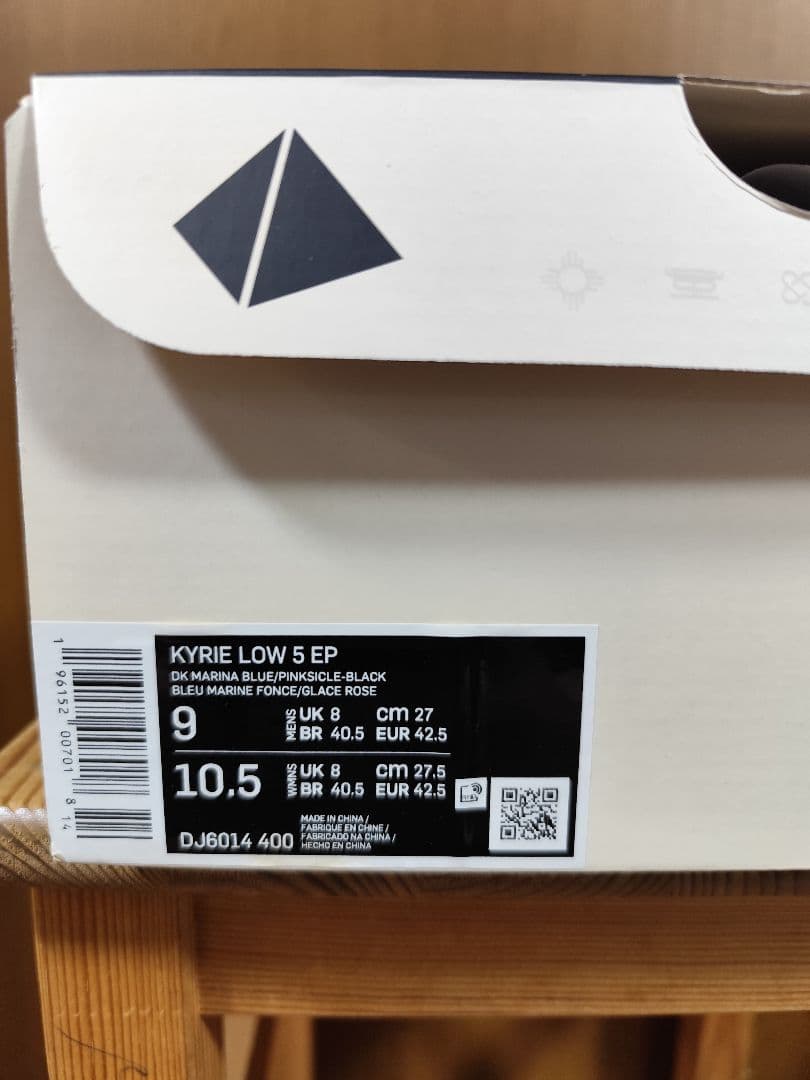 KYRIE LOW 5 EP
DK MARINA BLUE/PINKSICLE-BLACK
BLEU MARINE FONCE/GLACE ROSE
9 MENS UK 8 cm 27
BR 40.5 EUR 42.5
10.5 WMNS UK 8 cm 27.5
BR 40.5 EUR 42.5
DJ6014 400
MADE IN CHINA /
FABRIQUE EN CHINE /
FABRICADO NA CHINA /
HECHO EN CHINA
1 96152 00701 8 14